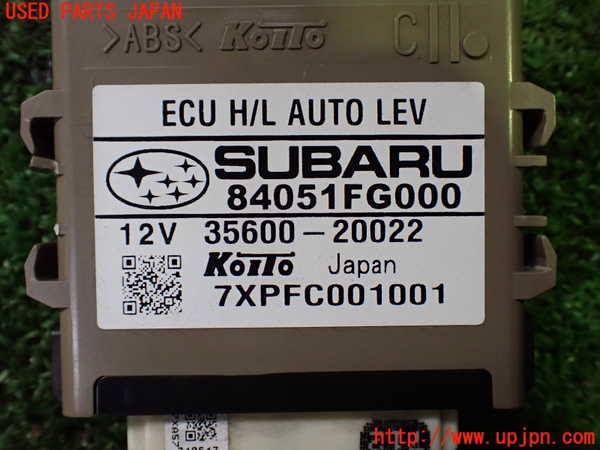 USED PARTS JAPAN
>ABS< KOITO
ECU H/L AUTO LEV
SUBARU
84051FG000
12V 35600-20022
KOITO Japan
7XPFC001001
http://www.upjpn.com/